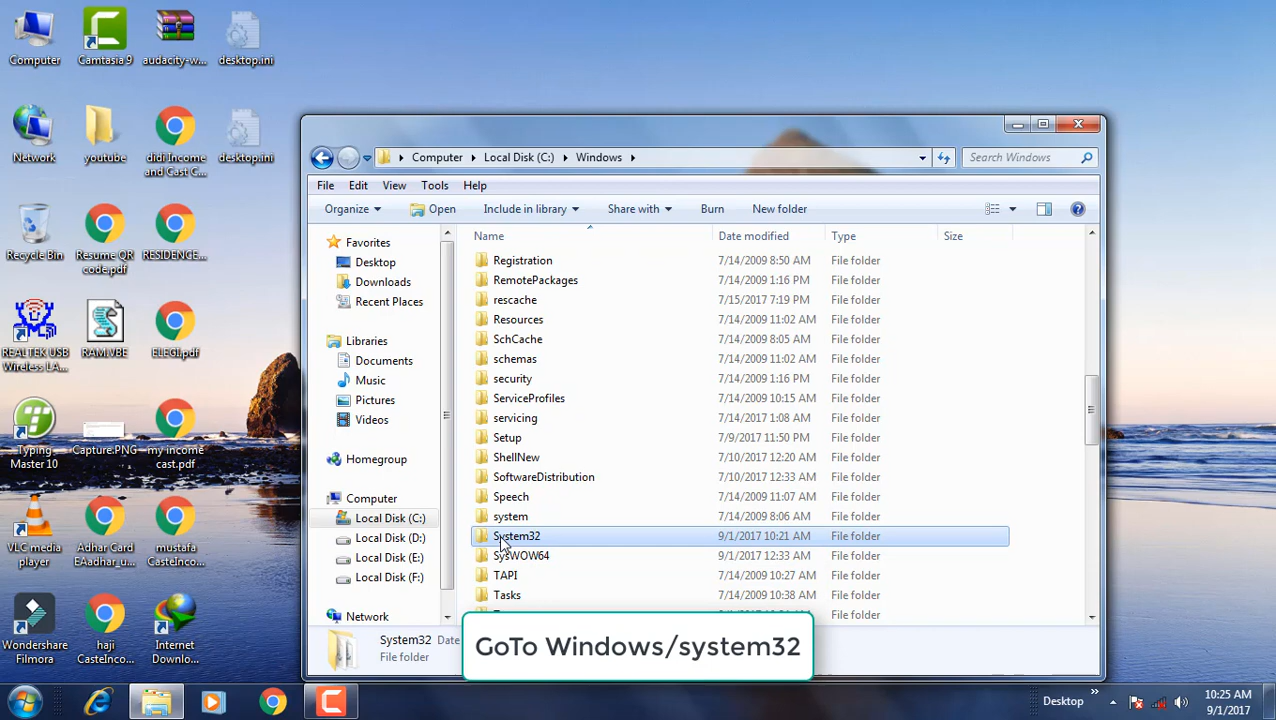 Computer
Camtasia 9
audacity-w...
desktop.ini
Network
youtube
didi Income
and Cast C...
desktop.ini
Recycle Bin
Resume QR
code.pdf
RESIDENCE...
REALTEK USB
Wireless LA...
RAMI.VBE
ELEGI.pdf
Typing
Master 10
Capture.PNG
my income
cast.pdf
VLC media
player
Adhar Card
EAadhar_u...
mustafa
CasteIncom...
Wondershare
Filmora
haji
CasteInco...
Internet
Downlo...
Computer
Local Disk (C:)
Windows
Search Windows
File Edit View Tools Help
Organize Open Include in library Share with Burn New folder
Favorites
Desktop
Downloads
Recent Places
Libraries
Documents
Music
Pictures
Videos
Homegroup
Computer
Local Disk (C:)
Local Disk (D:)
Local Disk (E:)
Local Disk (F:)
Network
Name Date modified Type Size
Registration 7/14/2009 8:50 AM File folder
RemotePackages 7/14/2009 1:16 PM File folder
rescache 7/15/2017 7:19 PM File folder
Resources 7/14/2009 11:02 AM File folder
SchCache 7/14/2009 8:05 AM File folder
schemas 7/14/2009 11:02 AM File folder
security 7/14/2009 1:16 PM File folder
ServiceProfiles 7/14/2009 10:15 AM File folder
servicing 7/14/2017 1:08 AM File folder
Setup 7/9/2017 11:50 PM File folder
ShellNew 7/10/2017 12:20 AM File folder
SoftwareDistribution 7/10/2017 12:33 AM File folder
Speech 7/14/2009 11:07 AM File folder
system 7/14/2009 8:06 AM File folder
System32 9/1/2017 10:21 AM File folder
SysWOW64 9/1/2017 12:33 AM File folder
TAPI 7/14/2009 10:27 AM File folder
Tasks 7/14/2009 10:38 AM File folder
File folder
System32 Date
File folder
GoTo Windows/system32
Desktop
10:25 AM
9/1/2017